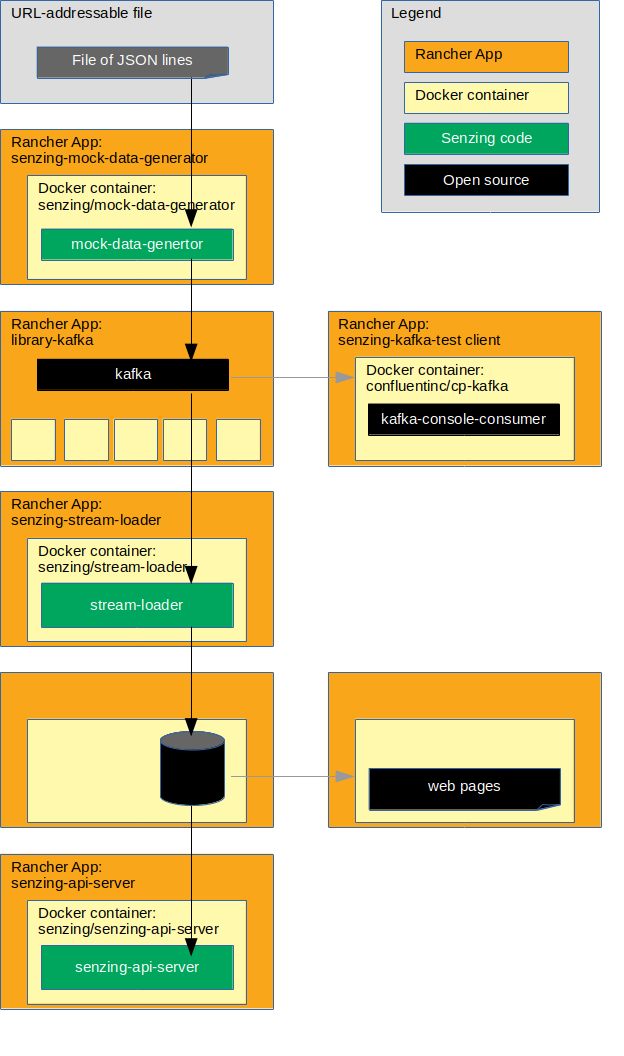 URL-addressable file
File of JSON lines
Legend
Rancher App
Docker container
Senzing code
Open source
Rancher App:
senzing-mock-data-generator
Docker container:
senzing/mock-data-generator
mock-data-genertor
Rancher App:
library-kafka
kafka
Rancher App:
senzing-kafka-test client
Docker container:
confluentinc/cp-kafka
kafka-console-consumer
Rancher App:
senzing-stream-loader
Docker container:
senzing/stream-loader
stream-loader
web pages
Rancher App:
senzing-api-server
Docker container:
senzing/senzing-api-server
senzing-api-server